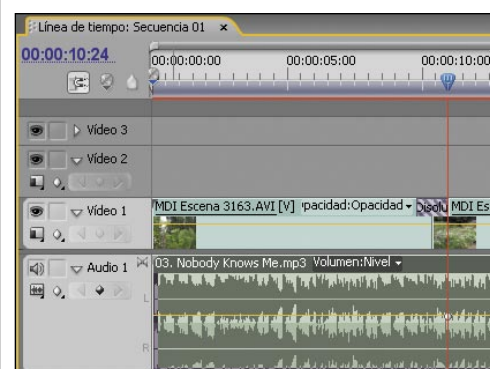 Línea de tiempo: Secuencia 01 ×
00:00:10:24
00:00:00:00 00:00:05:00 00:00:10:00
Vídeo 3
Vídeo 2
Vídeo 1
MDI Escena 3163.AVI [V] ipacidad:Opacidad Disolu MDI Es
Audio 1
03. Nobody Knows Me.mp3 Volumen:Nivel
L
R